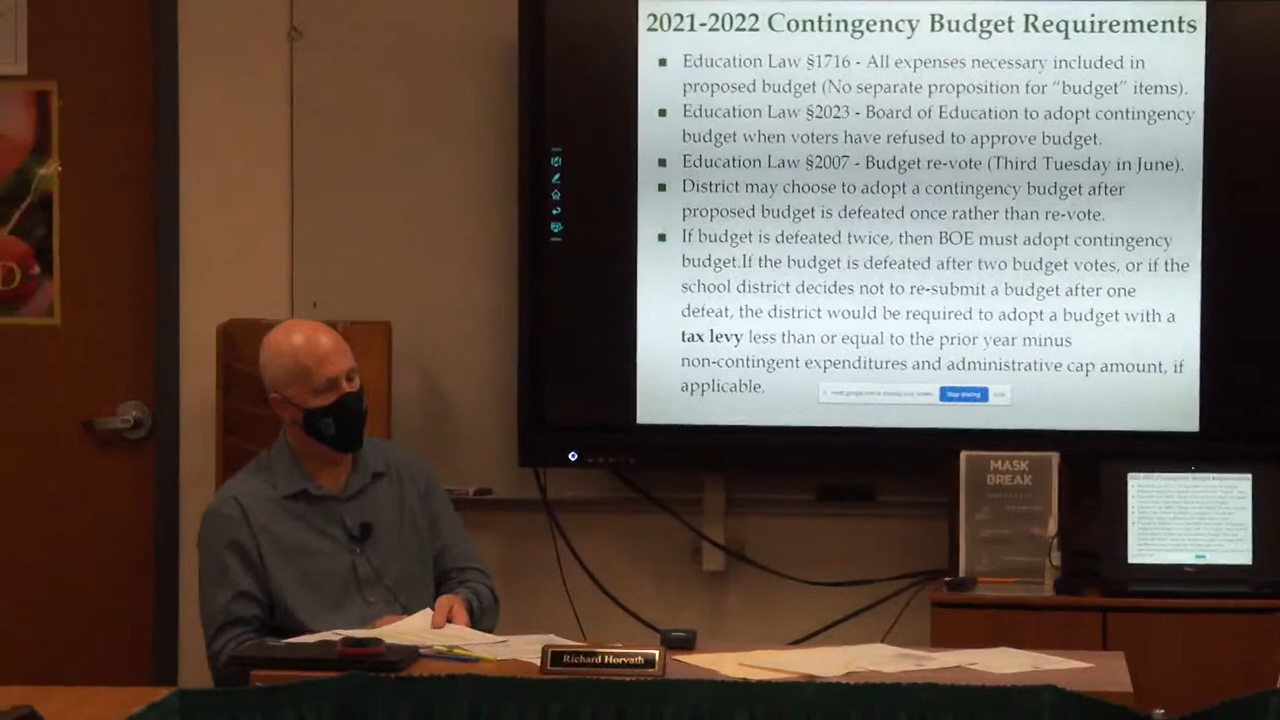 2021-2022 Contingency Budget Requirements
Education Law §1716 - All expenses necessary included in
proposed budget (No separate proposition for "budget" items).
Education Law §2023 - Board of Education to adopt contingency
budget when voters have refused to approve budget.
Education Law §2007 - Budget re-vote (Third Tuesday in June).
District may choose to adopt a contingency budget after
proposed budget is defeated once rather than re-vote.
If budget is defeated twice, then BOE must adopt contingency
budget.If the budget is defeated after two budget votes, or if the
school district decides not to re-submit a budget after one
defeat, the district would be required to adopt a budget with a
tax levy less than or equal to the prior year minus
non-contingent expenditures and administrative cap amount, if
applicable.
Stop sharing
D
MASK
BREAK
Richard Horvath